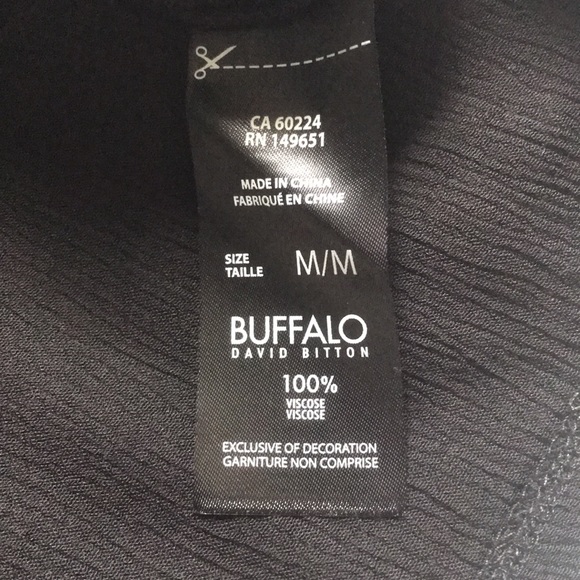 CA 60224
RN 149651
MADE IN CHINA
FABRIQUÉ EN CHINE
SIZE
TAILLE
M/M
BUFFALO
DAVID BITTON
100%
VISCOSE
VISCOSE
EXCLUSIVE OF DECORATION
GARNITURE NON COMPRISE